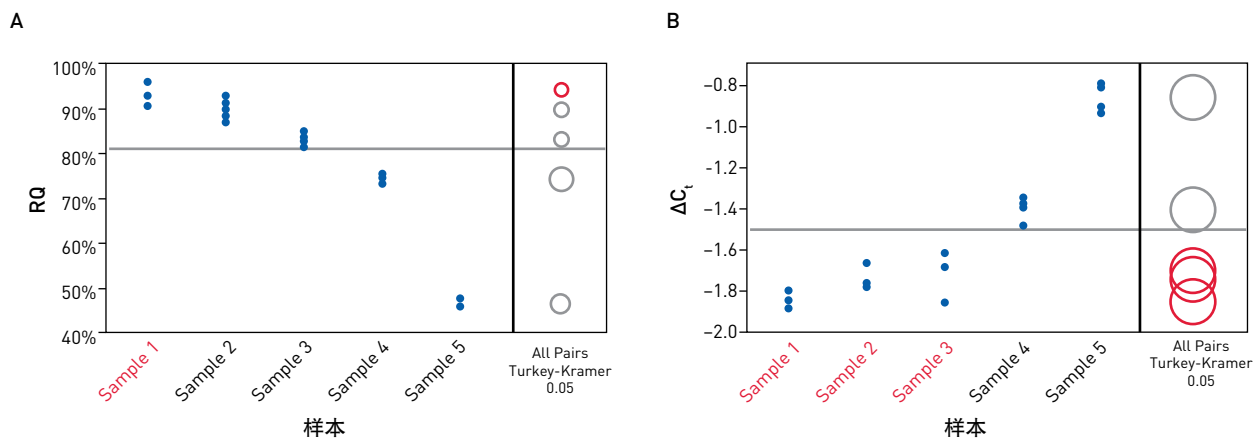 A
RQ
100%
90%
80%
70%
60%
50%
40%
Sample 1
Sample 2
Sample 3
Sample 4
Sample 5
All Pairs
Turkey-Kramer
0.05
样本
B
ΔCt
−0.8
−1.0
−1.2
−1.4
−1.6
−1.8
−2.0
Sample 1
Sample 2
Sample 3
Sample 4
Sample 5
All Pairs
Turkey-Kramer
0.05
样本